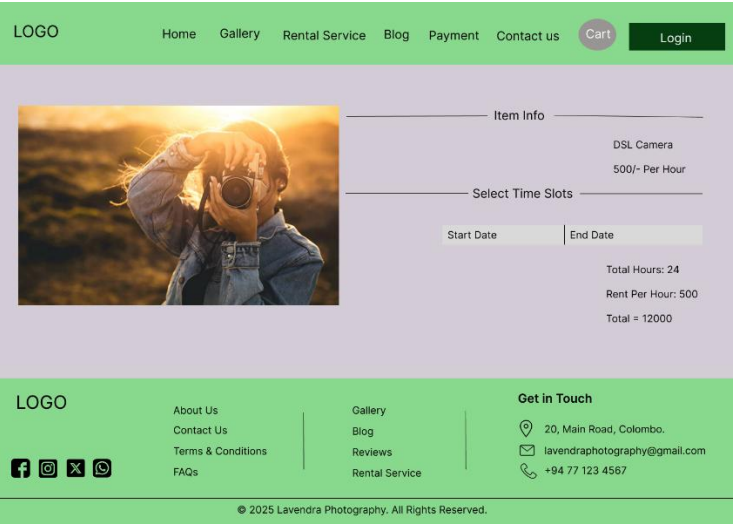 LOGO
Home Gallery Rental Service Blog Payment Contact us Cart Login
Item Info
DSL Camera
500/- Per Hour
Select Time Slots
Start Date End Date
Total Hours: 24
Rent Per Hour: 500
Total = 12000
LOGO
About Us
Contact Us
Terms & Conditions
FAQs
Gallery
Blog
Reviews
Rental Service
Get in Touch
20, Main Road, Colombo.
lavendraphotography@gmail.com
+94 77 123 4567
© 2025 Lavendra Photography. All Rights Reserved.